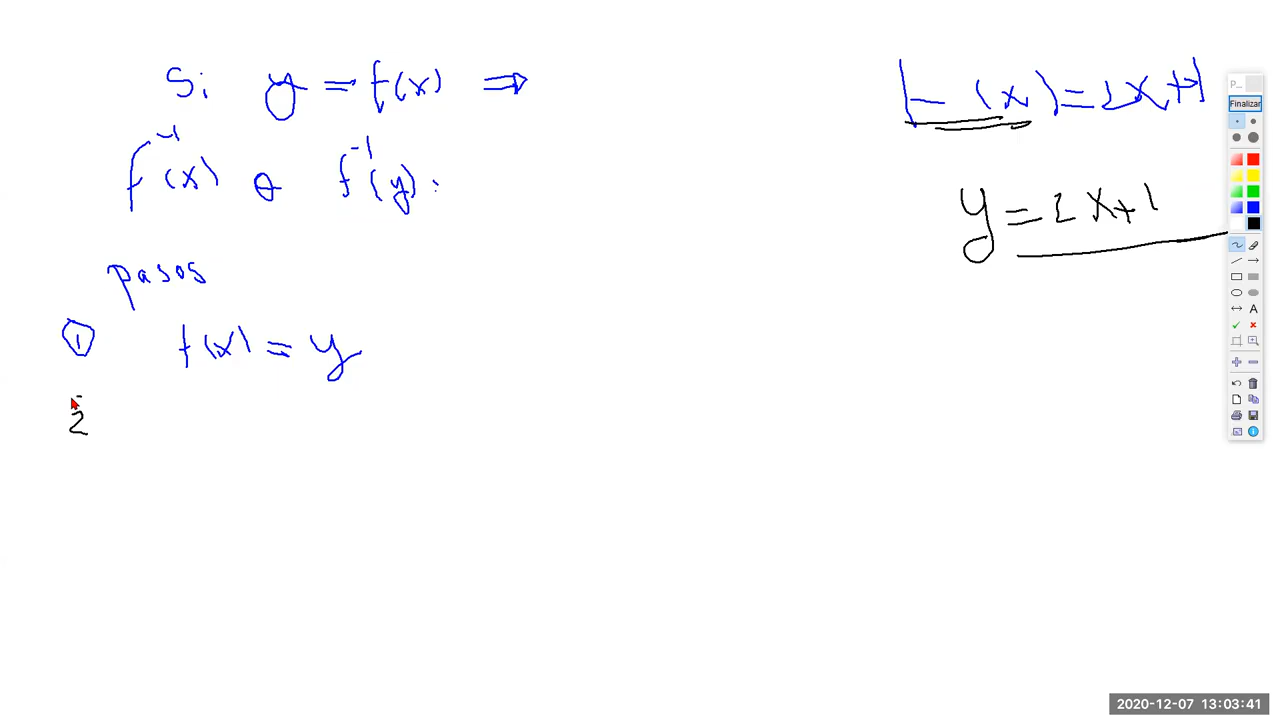 Si y = f(x) ⇒
f⁻¹(x) o f⁻¹(y).
pasos
① f(x) = y
2
F(x) = 2x+1
y = 2x+1
P...
Finalizar
A
2020-12-07 13:03:41